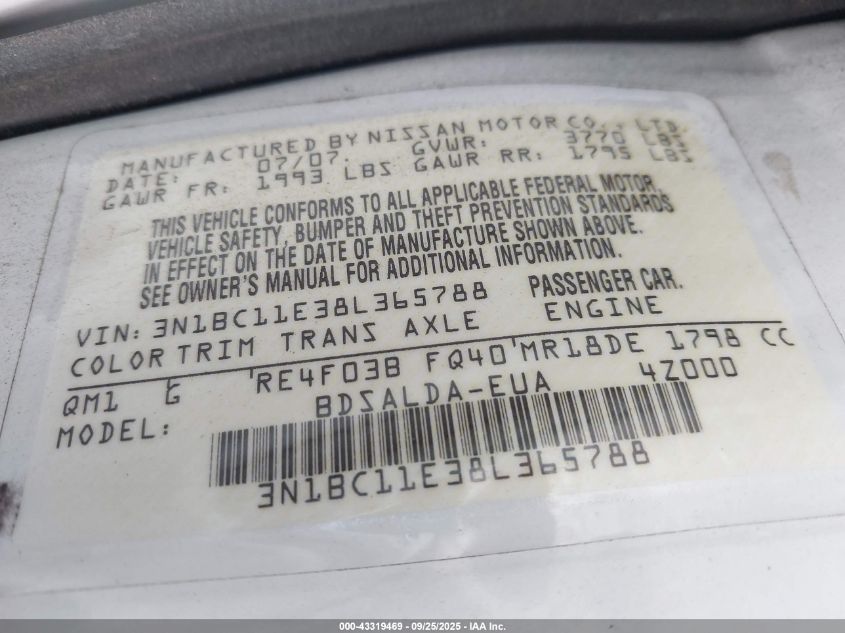 MANUFACTURED BY NISSAN MOTOR CO., LTD.
DATE: 07/07. GVWR: 3770 LBS
GAWR FR: 1993 LBS GAWR RR: 1795 LBS
THIS VEHICLE CONFORMS TO ALL APPLICABLE FEDERAL MOTOR
VEHICLE SAFETY, BUMPER AND THEFT PREVENTION STANDARDS
IN EFFECT ON THE DATE OF MANUFACTURE SHOWN ABOVE.
SEE OWNER'S MANUAL FOR ADDITIONAL INFORMATION.
VIN: 3N1BC11E38L365788 PASSENGER CAR.
COLOR TRIM TRANS AXLE ENGINE
QM1 G RE4F03B FQ40 MR18DE 1798 CC
MODEL: BDSALDA-EUA 4Z000
3N1BC11E38L365788
000-43319469 - 09/25/2025 - IAA Inc.